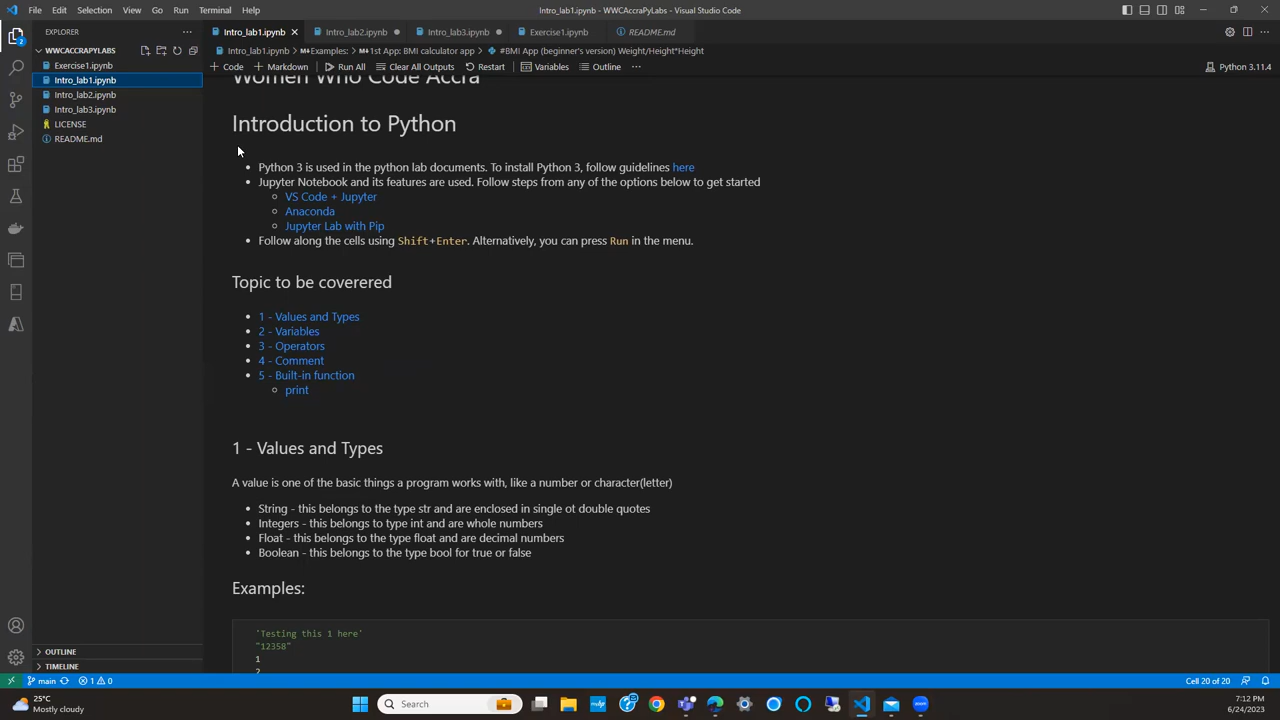 File Edit Selection View Go Run Terminal Help
Intro_lab1.ipynb - WWCAccraPyLabs - Visual Studio Code
EXPLORER
Intro_lab1.ipynb Intro_lab2.ipynb Intro_lab3.ipynb Exercise1.ipynb README.md
WWCACCRAPYLABS
Intro_lab1.ipynb > Examples: > 1st App: BMI calculator app > #BMI App (beginner's version) Weight/Height*Height
Exercise1.ipynb
Intro_lab1.ipynb
Intro_lab2.ipynb
Intro_lab3.ipynb
LICENSE
README.md
+ Code + Markdown Run All Clear All Outputs Restart Variables Outline ...
Python 3.11.4
Women Who Code Accra
Introduction to Python
Python 3 is used in the python lab documents. To install Python 3, follow guidelines here
Jupyter Notebook and its features are used. Follow steps from any of the options below to get started
VS Code + Jupyter
Anaconda
Jupyter Lab with Pip
Follow along the cells using Shift+Enter. Alternatively, you can press Run in the menu.
Topic to be coverered
1 - Values and Types
2 - Variables
3 - Operators
4 - Comment
5 - Built-in function
print
1 - Values and Types
A value is one of the basic things a program works with, like a number or character(letter)
String - this belongs to the type str and are enclosed in single ot double quotes
Integers - this belongs to type int and are whole numbers
Float - this belongs to the type float and are decimal numbers
Boolean - this belongs to the type bool for true or false
Examples:
'Testing this 1 here'
"12358"
1
2
OUTLINE
TIMELINE
2
main 1 0
Cell 20 of 20
25°C
Mostly cloudy
Search
7:12 PM
6/24/2023